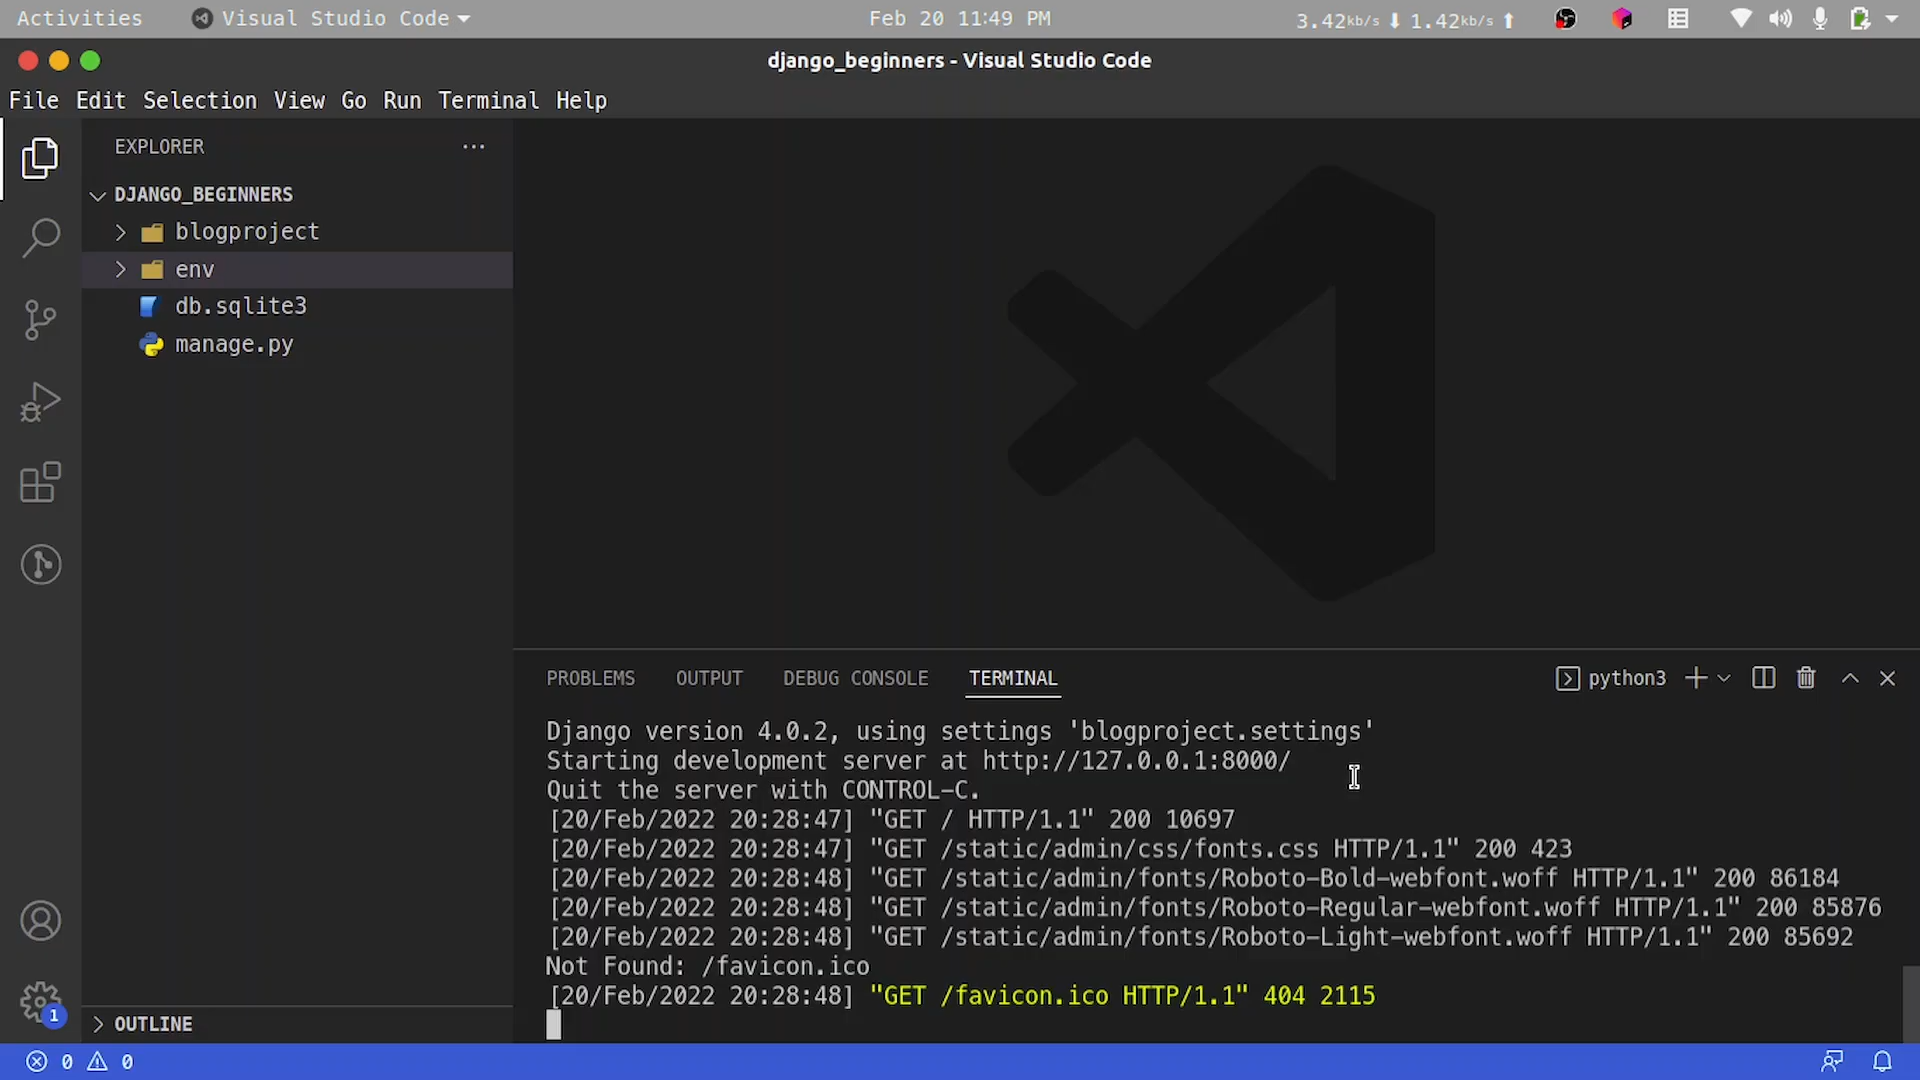 Activities Visual Studio Code Feb 20 11:49 PM 3.42kb/s 1.42kb/s
django_beginners - Visual Studio Code
File Edit Selection View Go Run Terminal Help
EXPLORER
DJANGO_BEGINNERS
blogproject
env
db.sqlite3
manage.py
PROBLEMS OUTPUT DEBUG CONSOLE TERMINAL python3
Django version 4.0.2, using settings 'blogproject.settings'
Starting development server at http://127.0.0.1:8000/
Quit the server with CONTROL-C.
[20/Feb/2022 20:28:47] "GET / HTTP/1.1" 200 10697
[20/Feb/2022 20:28:47] "GET /static/admin/css/fonts.css HTTP/1.1" 200 423
[20/Feb/2022 20:28:48] "GET /static/admin/fonts/Roboto-Bold-webfont.woff HTTP/1.1" 200 86184
[20/Feb/2022 20:28:48] "GET /static/admin/fonts/Roboto-Regular-webfont.woff HTTP/1.1" 200 85876
[20/Feb/2022 20:28:48] "GET /static/admin/fonts/Roboto-Light-webfont.woff HTTP/1.1" 200 85692
Not Found: /favicon.ico
[20/Feb/2022 20:28:48] "GET /favicon.ico HTTP/1.1" 404 2115
1
OUTLINE
0 0